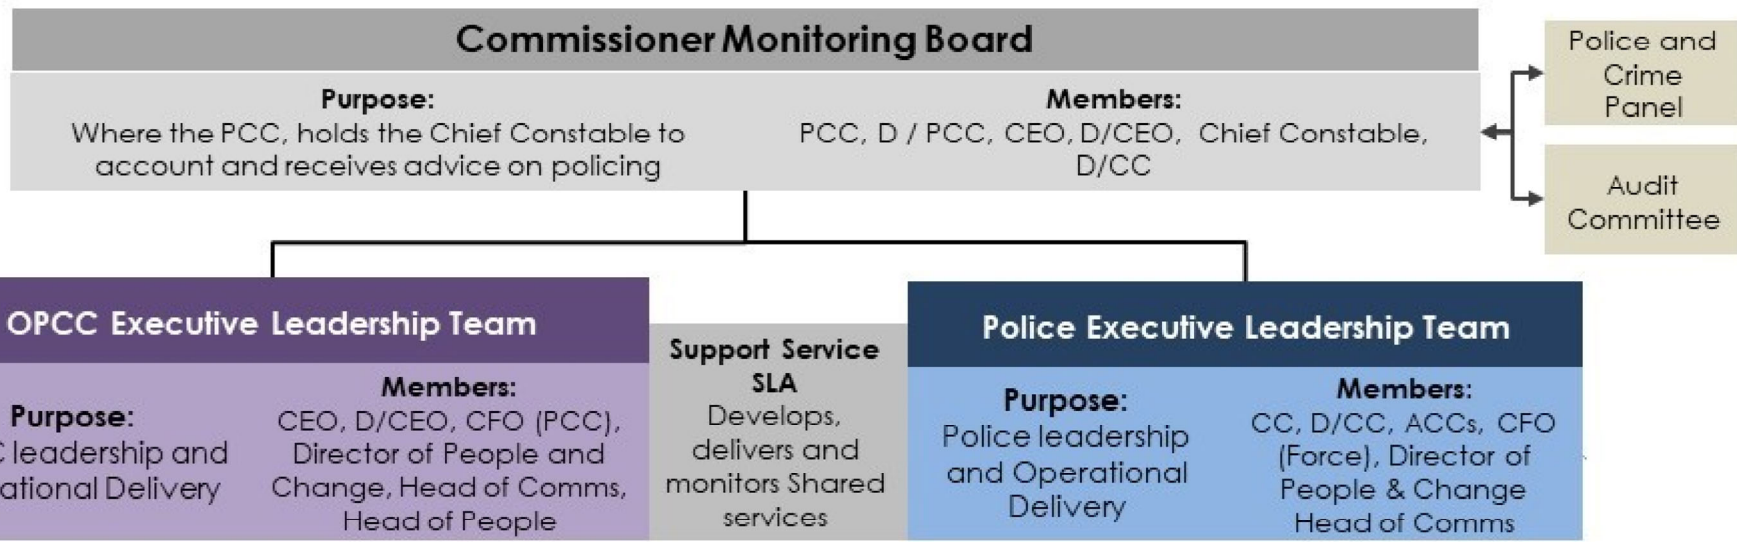 Commissioner Monitoring Board
Purpose:
Where the PCC, holds the Chief Constable to
account and receives advice on policing
Members:
PCC, D / PCC, CEO, D/CEO, Chief Constable,
D/CC
Police and
Crime
Panel
Audit
Committee
OPCC Executive Leadership Team
Purpose:
leadership and
Delivery
Members:
CEO, D/CEO, CFO (PCC),
Director of People and
Change, Head of Comms,
Head of People
Support Service
SLA
Develops,
delivers and
monitors Shared
services
Police Executive Leadership Team
Purpose:
Police leadership
and Operational
Delivery
Members:
CC, D/CC, ACCs, CFO
(Force), Director of
People & Change
Head of Comms